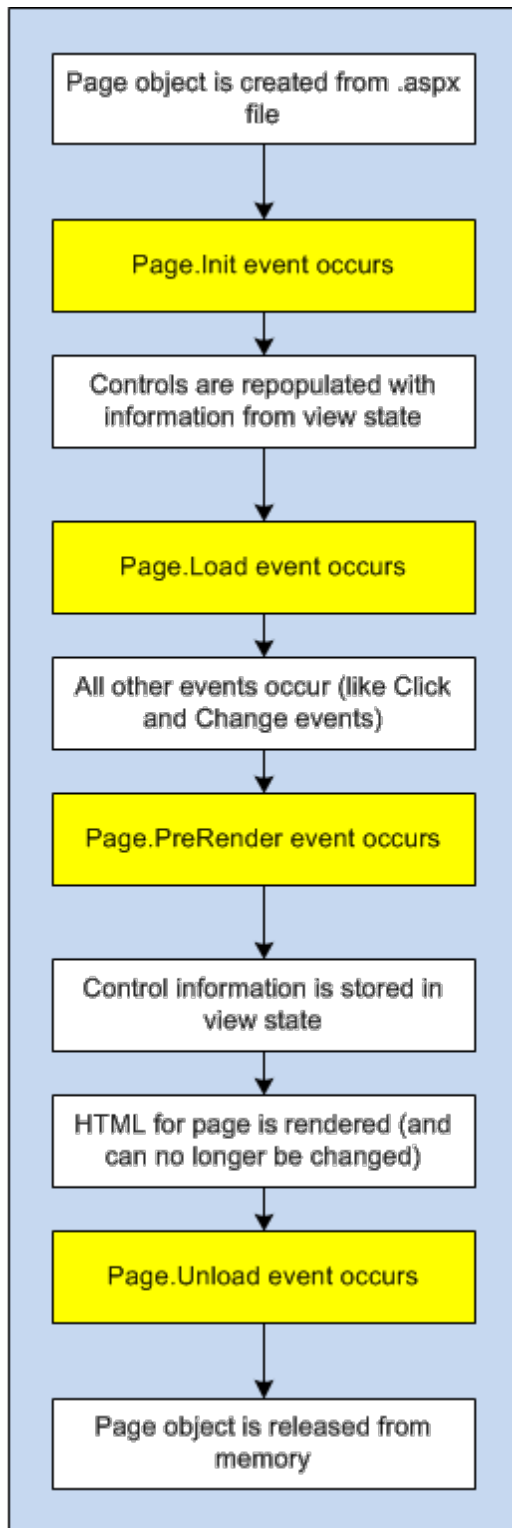 Page object is created from .aspx
file
Page.Init event occurs
Controls are repopulated with
information from view state
Page.Load event occurs
All other events occur (like Click
and Change events)
Page.PreRender event occurs
Control information is stored in
view state
HTML for page is rendered (and
can no longer be changed)
Page.Unload event occurs
Page object is released from
memory